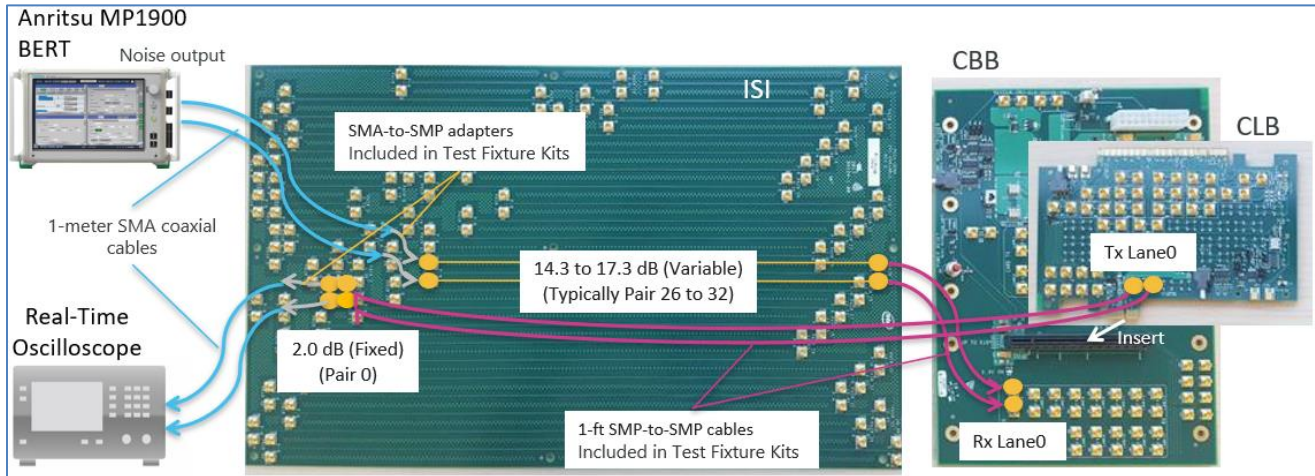 Anritsu MP1900
BERT
Noise output
ISI
CBB
CLB
SMA-to-SMP adapters
Included in Test Fixture Kits
1-meter SMA coaxial
cables
14.3 to 17.3 dB (Variable)
(Typically Pair 26 to 32)
Tx Lane0
Real-Time
Oscilloscope
2.0 dB (Fixed)
(Pair 0)
Insert
1-ft SMP-to-SMP cables
Included in Test Fixture Kits
Rx Lane0